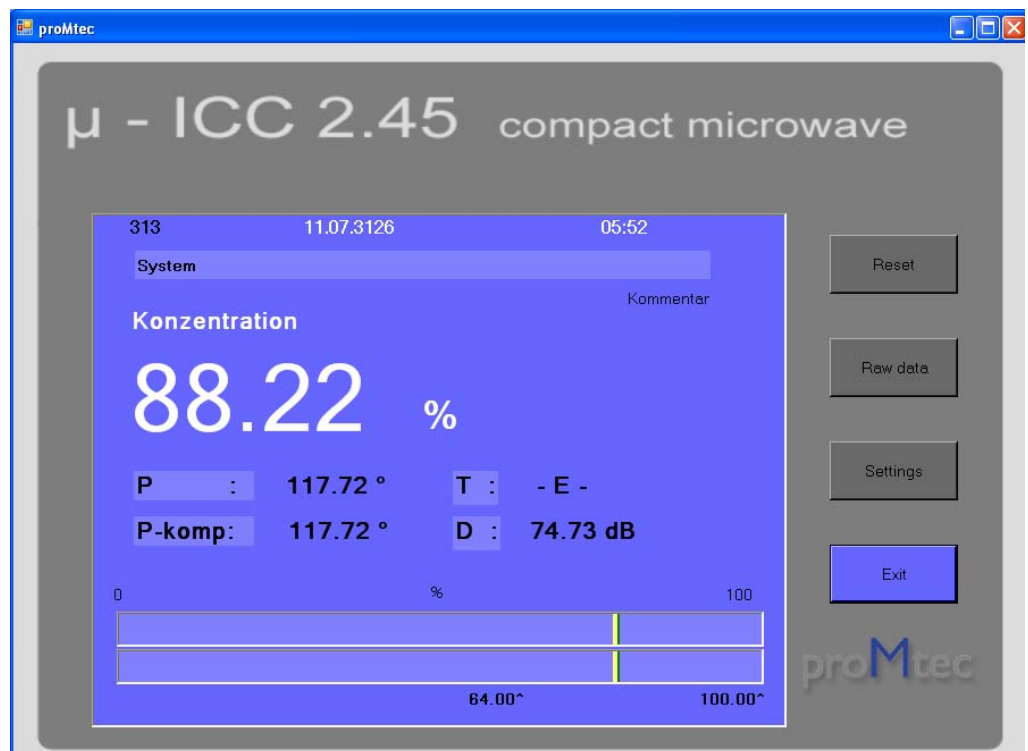 proMtec
µ - ICC 2.45 compact microwave
313 11.07.3126 05:52
System
Kommentar
Konzentration
88.22 %
P : 117.72 ° T : - E -
P-komp: 117.72 ° D : 74.73 dB
0 % 100
64.00^ 100.00^
Reset
Raw data
Settings
Exit
proMtec